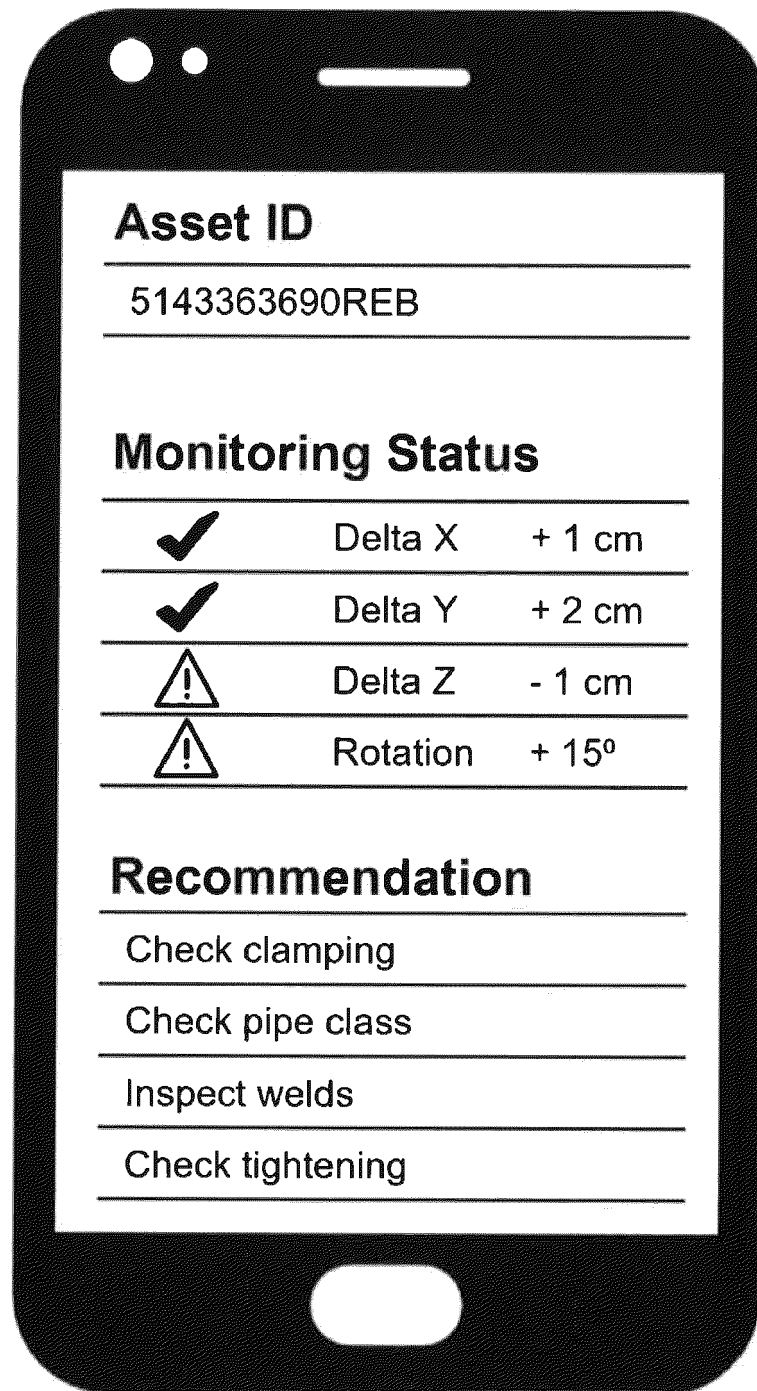 Asset ID
5143363690REB
Monitoring Status
Delta X + 1 cm
Delta Y + 2 cm
Delta Z - 1 cm
Rotation + 15º
Recommendation
Check clamping
Check pipe class
Inspect welds
Check tightening